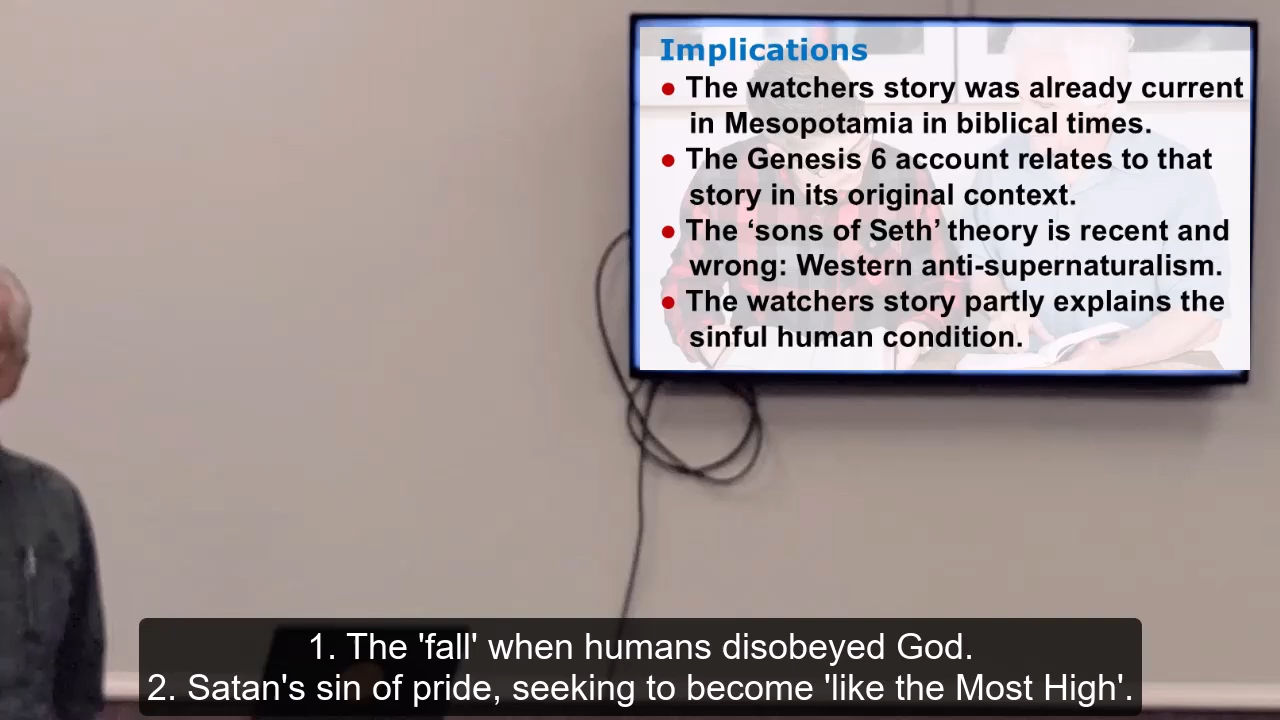 Implications
● The watchers story was already current
in Mesopotamia in biblical times.
● The Genesis 6 account relates to that
story in its original context.
● The ‘sons of Seth’ theory is recent and
wrong: Western anti-supernaturalism.
● The watchers story partly explains the
sinful human condition.
1. The 'fall' when humans disobeyed God.
2. Satan's sin of pride, seeking to become 'like the Most High'.